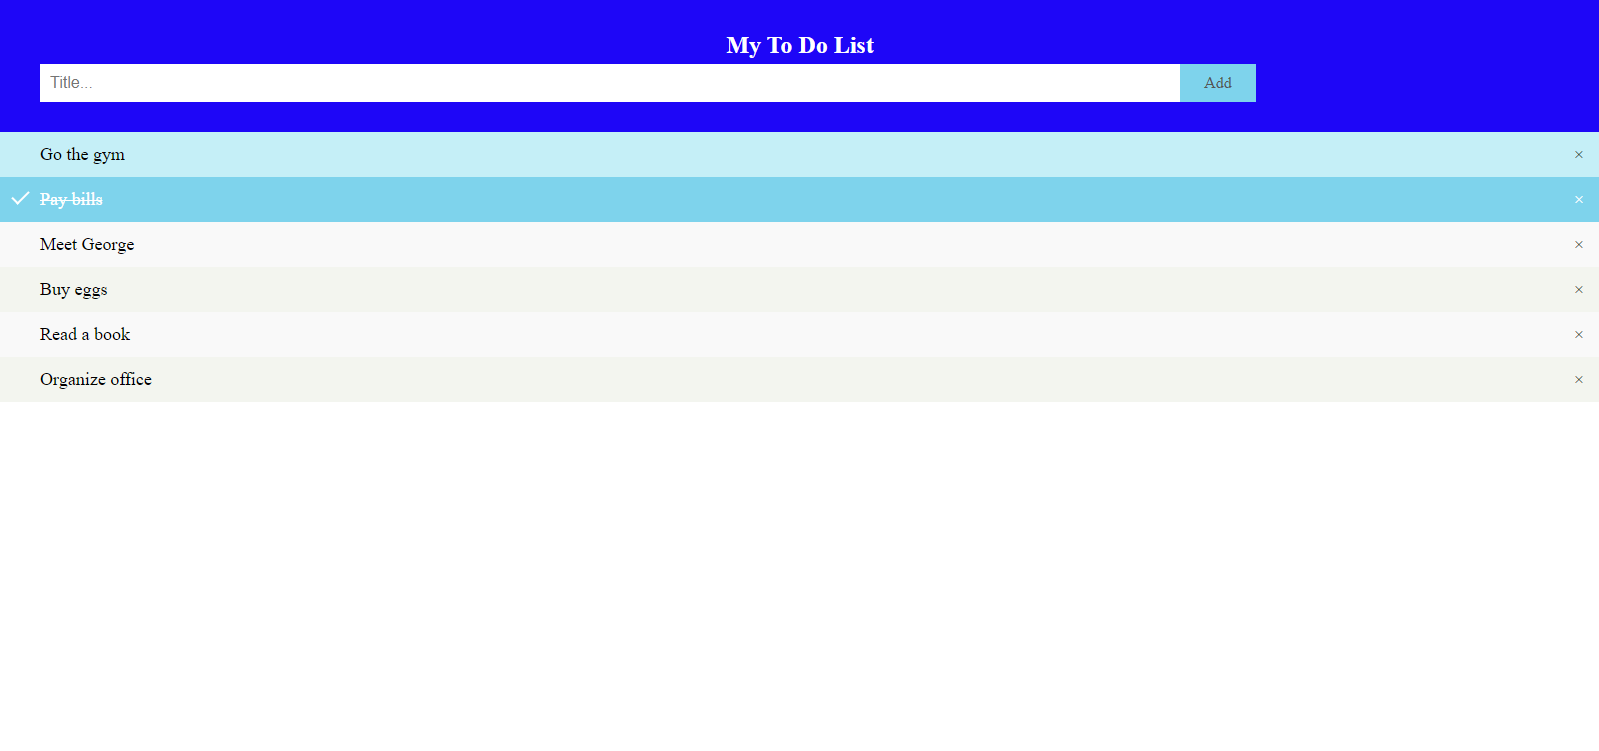 My To Do List
Title...
Add
Go the gym ×
Pay bills ×
Meet George ×
Buy eggs ×
Read a book ×
Organize office ×